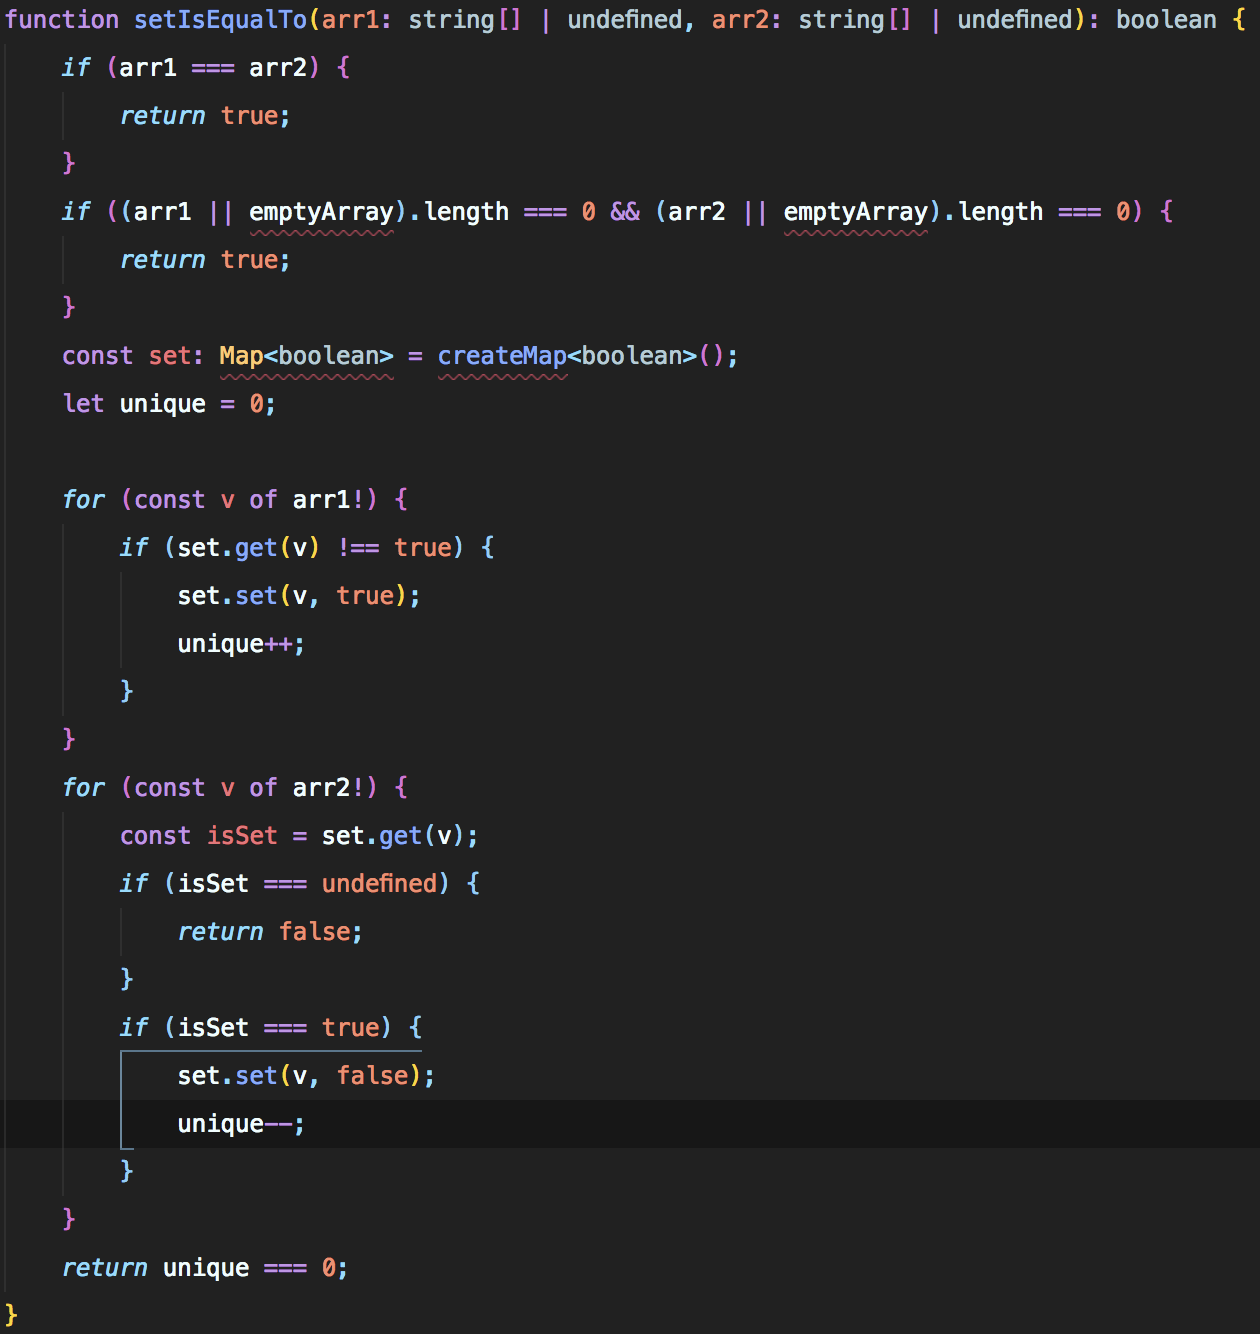 function setIsEqualTo(arr1: string[] | undefined, arr2: string[] | undefined): boolean {
    if (arr1 === arr2) {
        return true;
    }
    if ((arr1 || emptyArray).length === 0 && (arr2 || emptyArray).length === 0) {
        return true;
    }
    const set: Map<boolean> = createMap<boolean>();
    let unique = 0;

    for (const v of arr1!) {
        if (set.get(v) !== true) {
            set.set(v, true);
            unique++;
        }
    }
    for (const v of arr2!) {
        const isSet = set.get(v);
        if (isSet === undefined) {
            return false;
        }
        if (isSet === true) {
            set.set(v, false);
            unique--;
        }
    }
    return unique === 0;
}